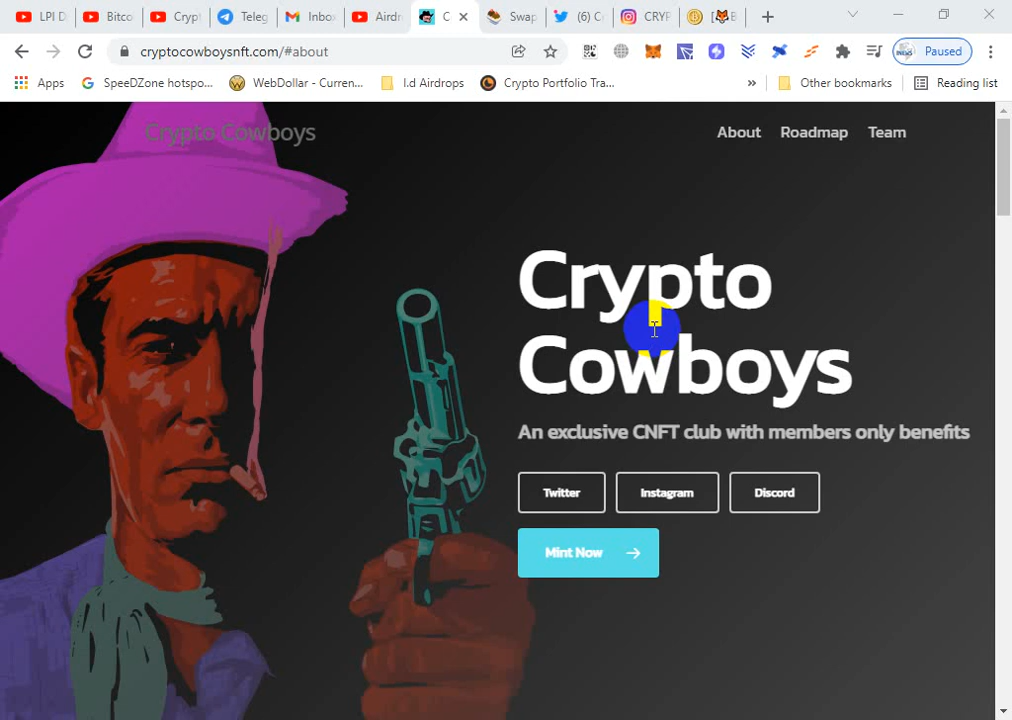 LPI D
Bitco
Crypt
Teleg
Inbo
Airdr
C
Swap
(6) C
CRYP
B
cryptocowboysnft.com/#about
Paused
Apps
SpeeDZone hotspo...
WebDollar - Curren...
I.d Airdrops
Crypto Portfolio Tra...
»
Other bookmarks
Reading list
Crypto Cowboys
About
Roadmap
Team
Crypto
Cowboys
An exclusive CNFT club with members only benefits
Twitter
Instagram
Discord
Mint Now →